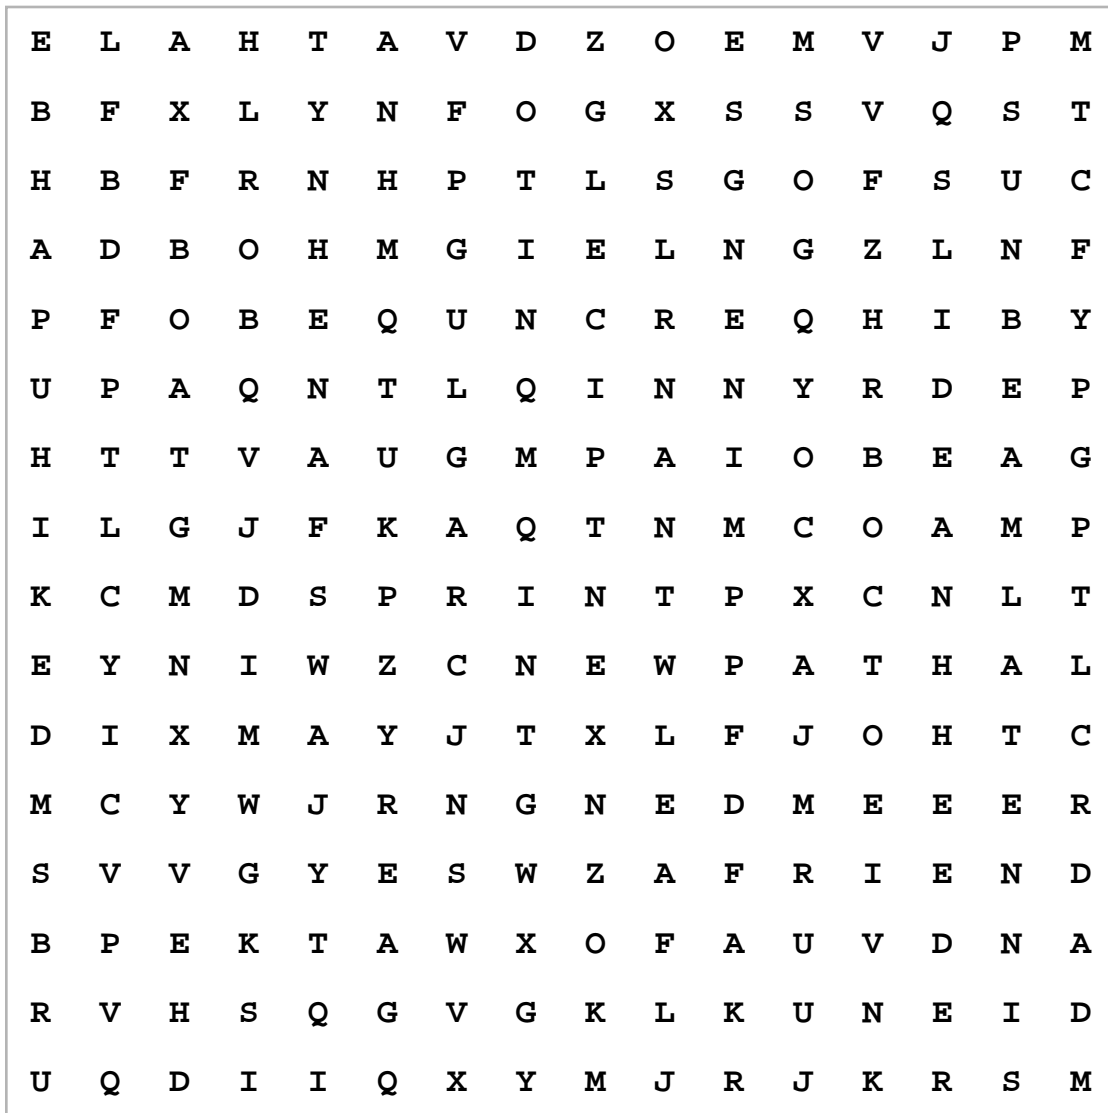 E L A H T A V D Z O E M V J P M
B F X L Y N F O G X S S V Q S T
H B F R N H P T L S G O F S U C
A D B O H M G I E L N G Z L N F
P F O B E Q U N C R E Q H I B Y
U P A Q N T L Q I N N Y R D E P
H T T V A U G M P A I O B E A G
I L G J F K A Q T N M C O A M P
K C M D S P R I N T P X C N L T
E Y N I W Z C N E W P A T H A L
D I X M A Y J T X L F J O H T C
M C Y W J R N G N E D M E E E R
S V V G Y E S W Z A F R I E N D
B P E K T A W X O F A U V D N A
R V H S Q G V G K L K U N E I D
U Q D I I Q X Y M J R J K R S M